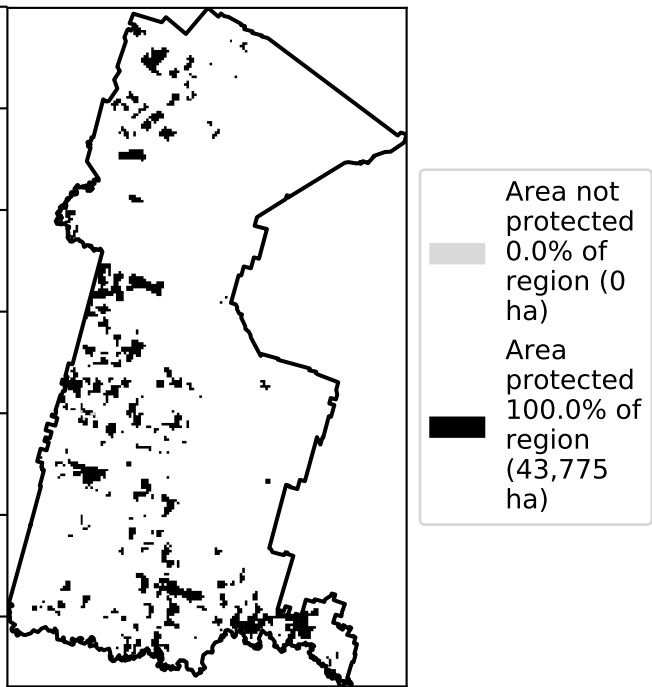 Area not
protected
0.0% of
region (0
ha)
Area
protected
100.0% of
region
(43,775
ha)